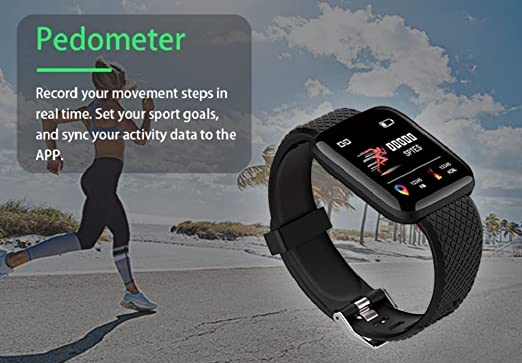 Pedometer
Record your movement steps in
real time. Set your sport goals,
and sync your activity data to the
APP.
00000